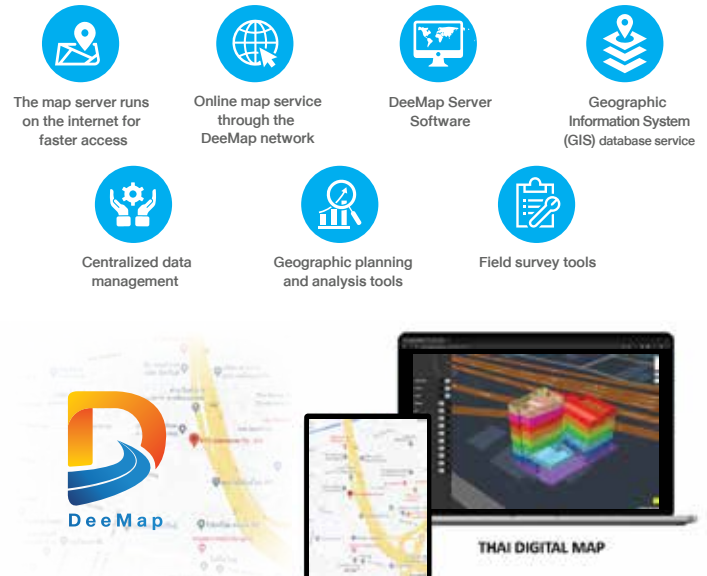 The map server runs
on the internet for
faster access
Online map service
through the
DeeMap network
DeeMap Server
Software
Geographic
Information System
(GIS) database service
Centralized data
management
Geographic planning
and analysis tools
Field survey tools
DeeMap
THAI DIGITAL MAP